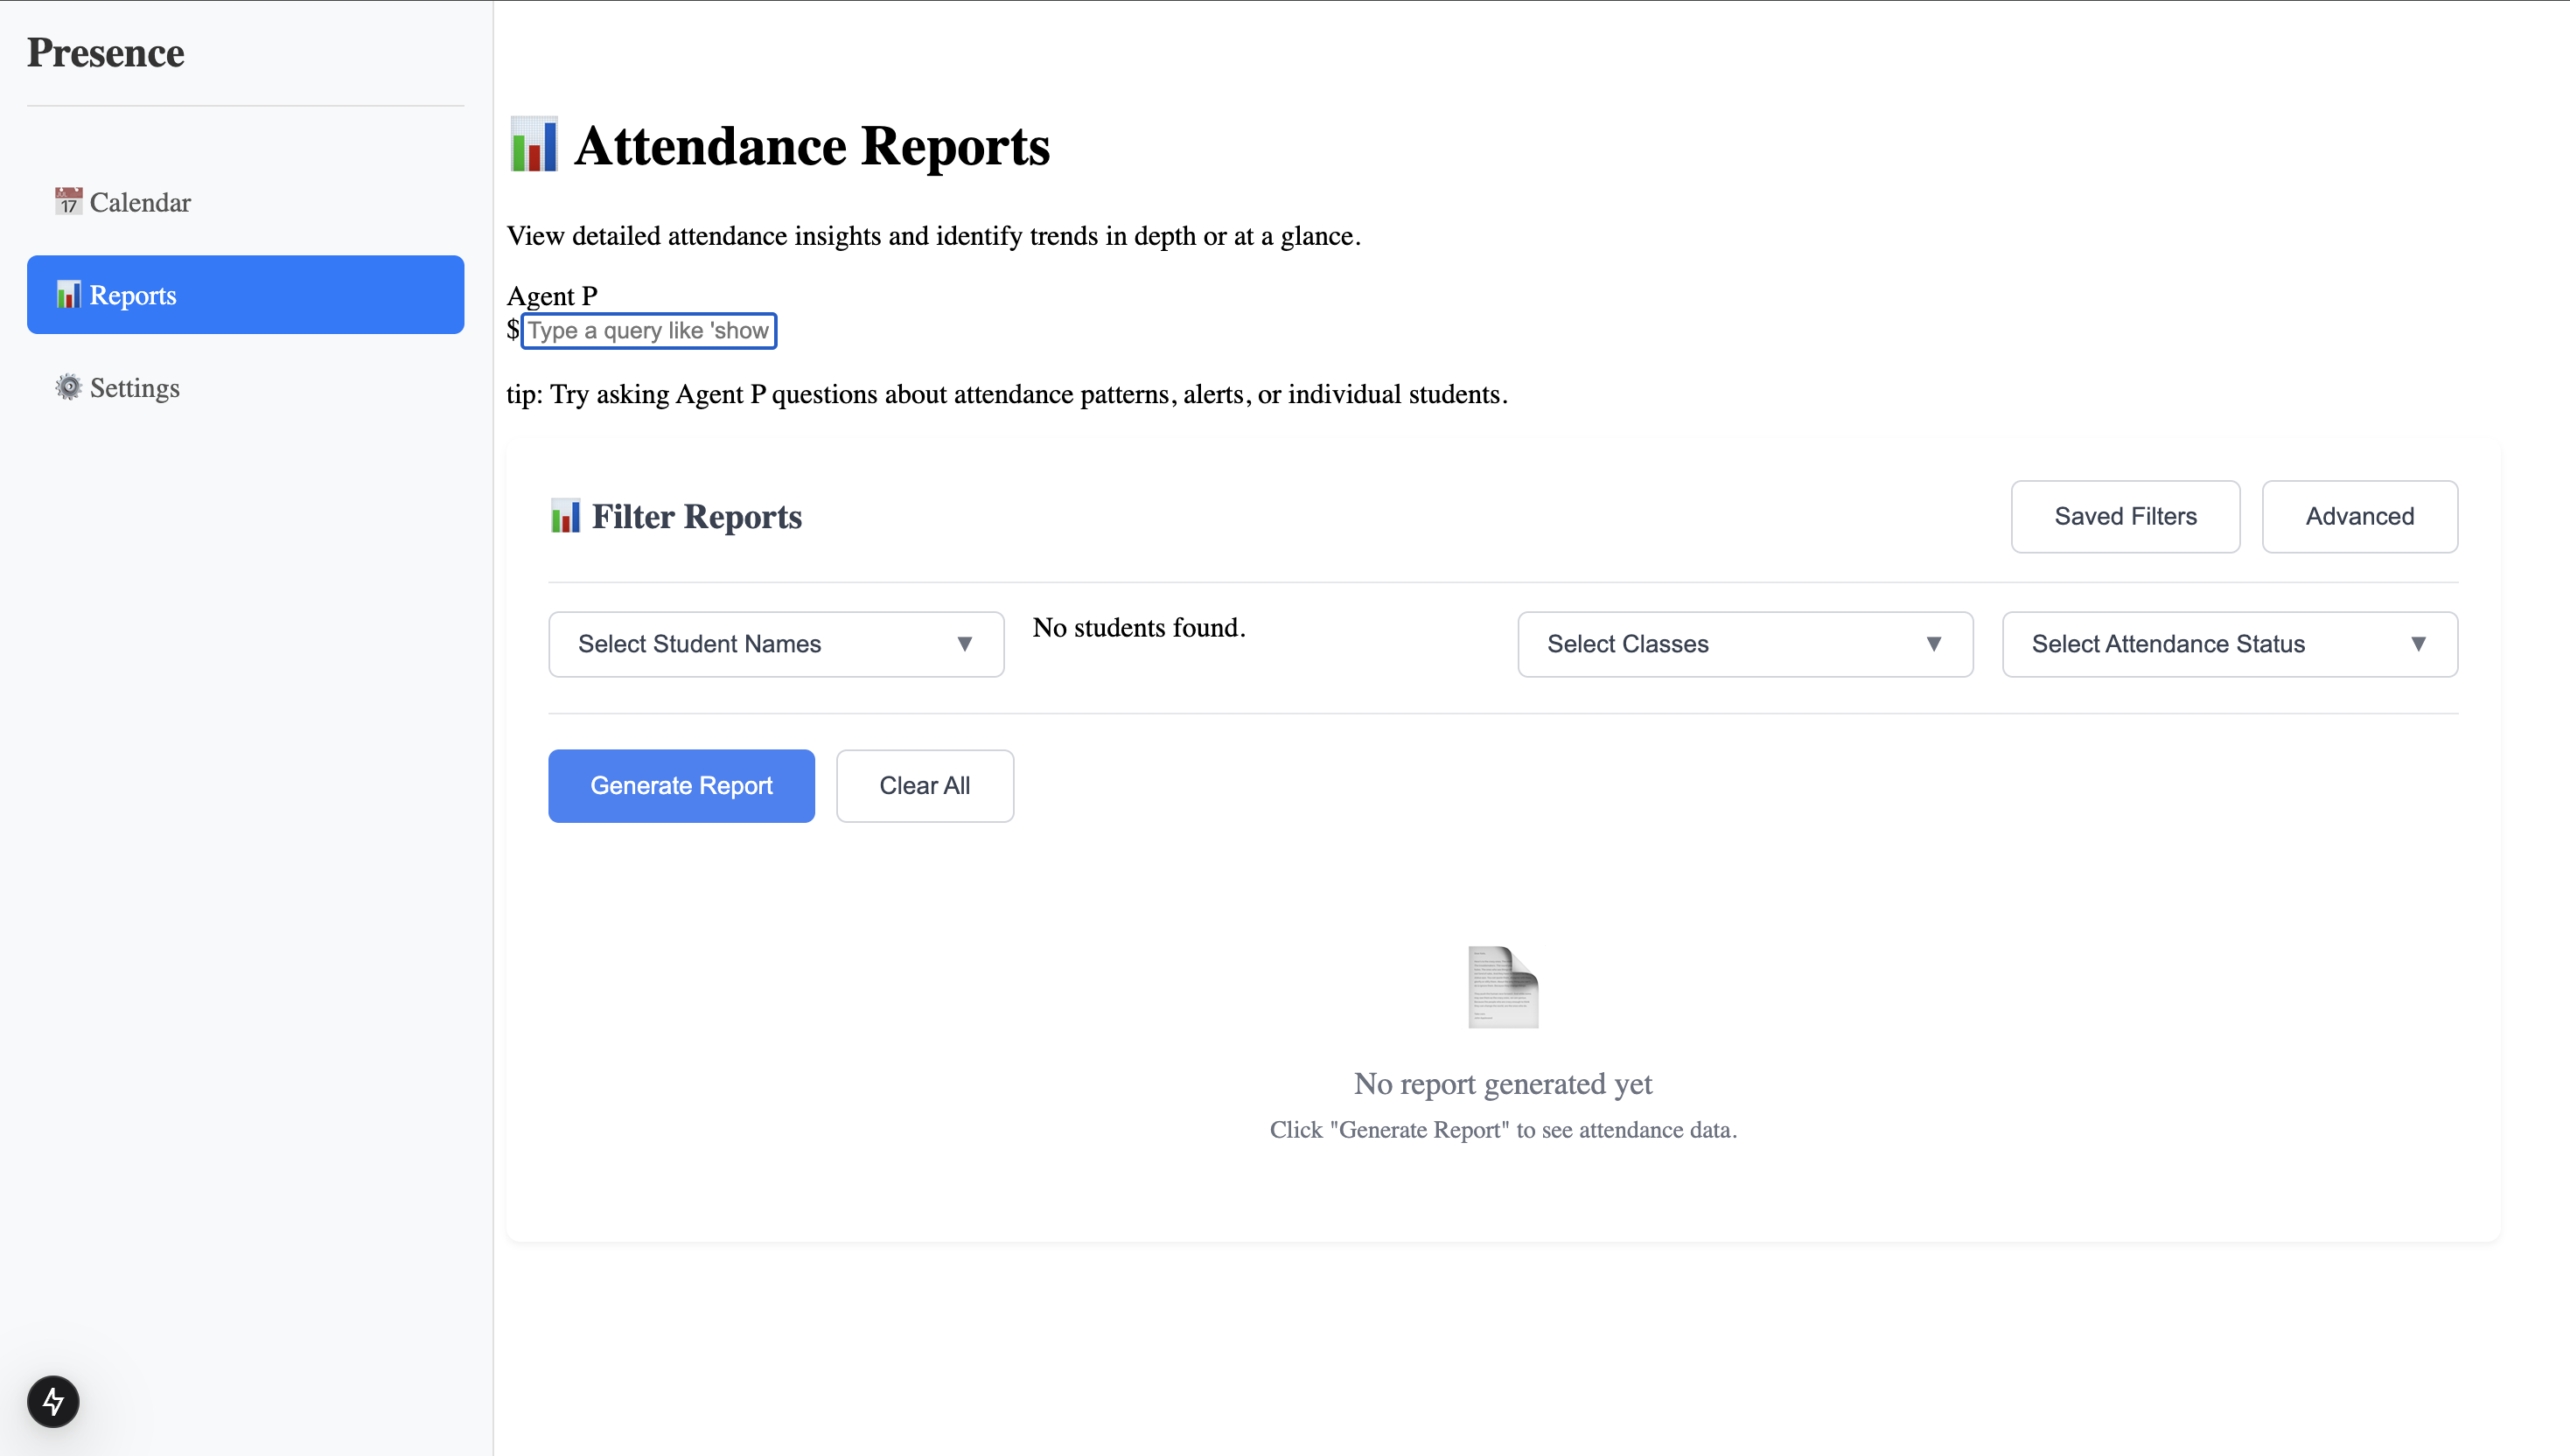 Presence
Calendar
Reports
Settings
Attendance Reports
View detailed attendance insights and identify trends in depth or at a glance.
Agent P
$Type a query like 'show
tip: Try asking Agent P questions about attendance patterns, alerts, or individual students.
Filter Reports
Saved Filters
Advanced
Select Student Names ▼
No students found.
Select Classes ▼
Select Attendance Status ▼
Generate Report
Clear All
No report generated yet
Click "Generate Report" to see attendance data.